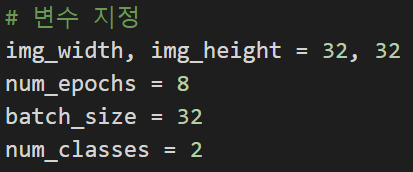 # 변수 지정
img_width, img_height = 32, 32
num_epochs = 8
batch_size = 32
num_classes = 2